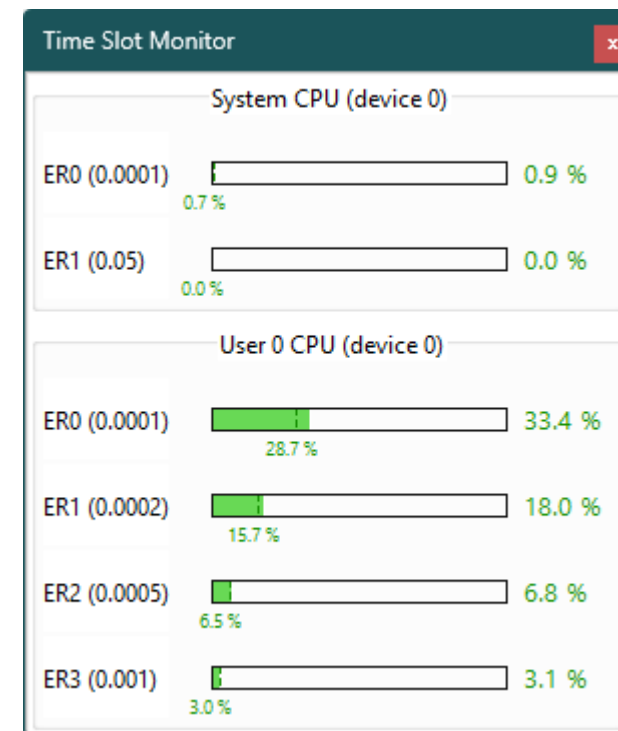 Time Slot Monitor x
System CPU (device 0)
ER0 (0.0001) 0.9 %
0.7 %
ER1 (0.05) 0.0 %
0.0 %
User 0 CPU (device 0)
ER0 (0.0001) 33.4 %
28.7 %
ER1 (0.0002) 18.0 %
15.7 %
ER2 (0.0005) 6.8 %
6.5 %
ER3 (0.001) 3.1 %
3.0 %